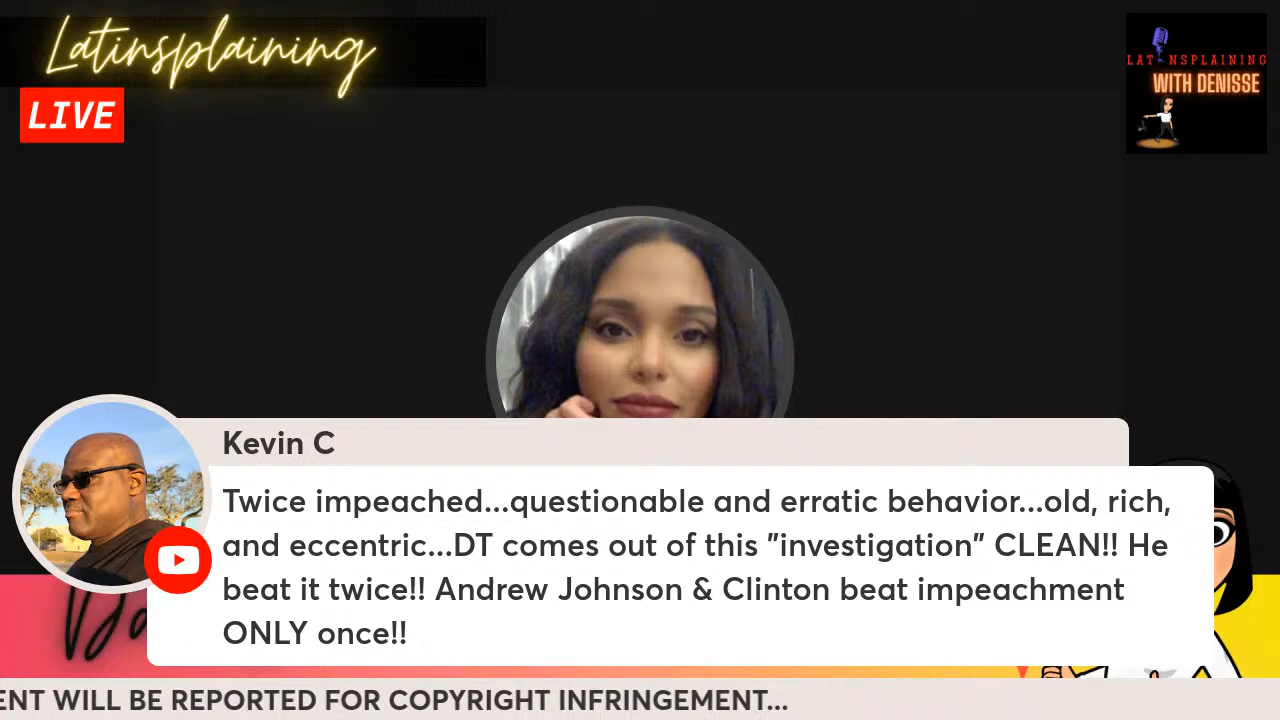 Latinsplaining
LIVE
LAT NSPLAINING
WITH DENISSE
Kevin C
Twice impeached...questionable and erratic behavior...old, rich,
and eccentric...DT comes out of this "investigation" CLEAN!! He
beat it twice!! Andrew Johnson & Clinton beat impeachment
ONLY once!!
ENT WILL BE REPORTED FOR COPYRIGHT INFRINGEMENT...